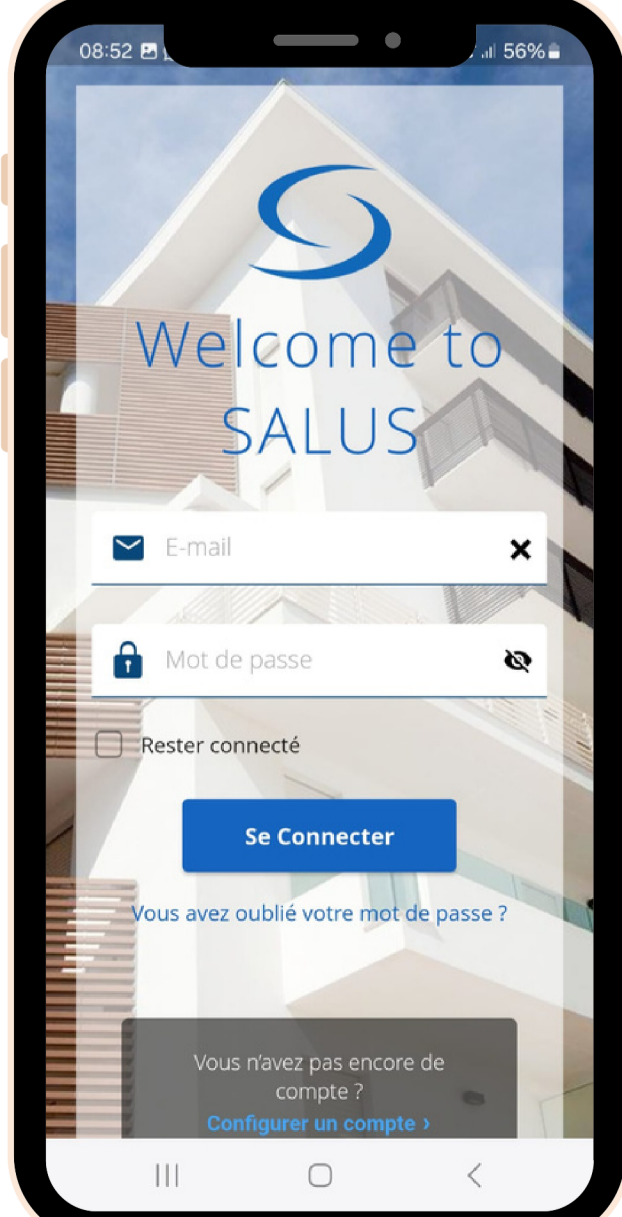 08:52
56%
Welcome to
SALUS
E-mail
Mot de passe
Rester connecté
Se Connecter
Vous avez oublié votre mot de passe ?
Vous n'avez pas encore de
compte ?
Configurer un compte ›